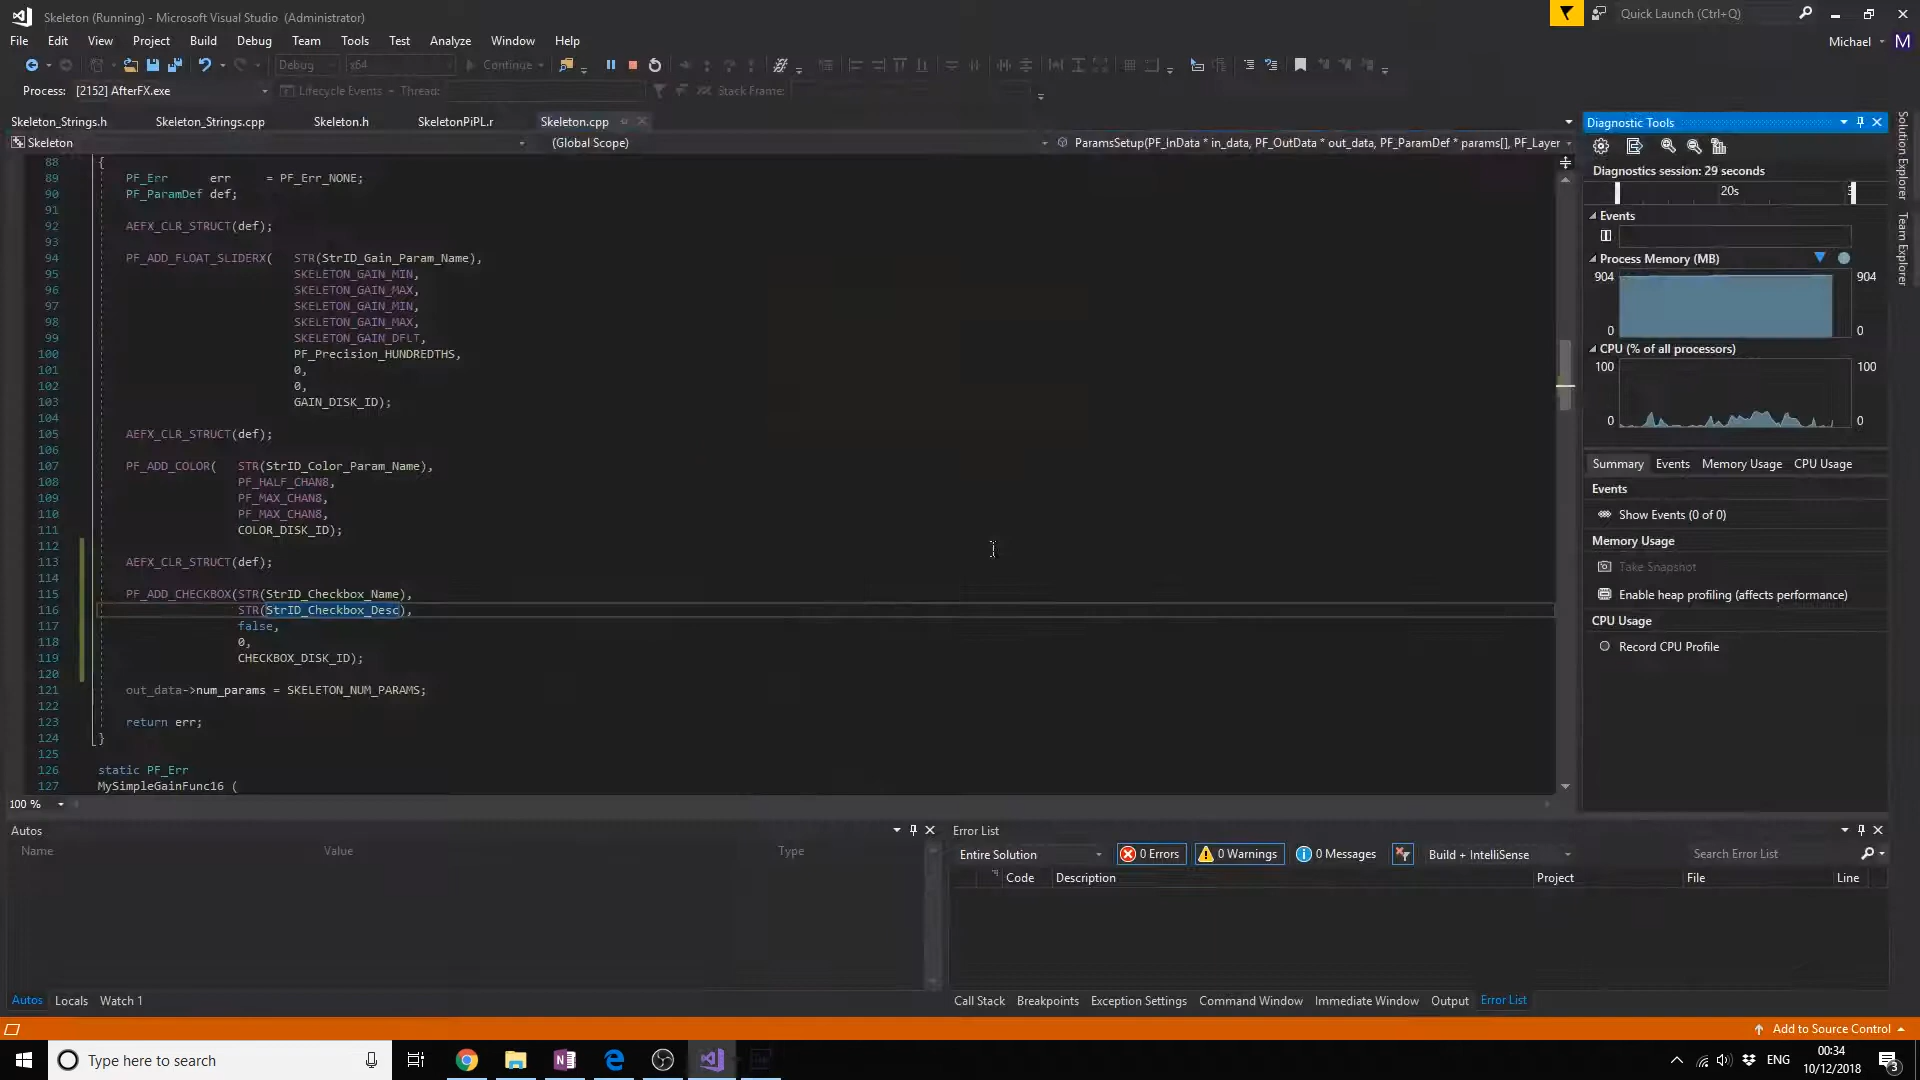 Skeleton (Running) - Microsoft Visual Studio (Administrator)
Quick Launch (Ctrl+Q)
File Edit View Project Build Debug Team Tools Test Analyze Window Help
Michael M
Debug x64 Continue
Process: [2152] AfterFX.exe Lifecycle Events Thread: Stack Frame:
Skeleton_Strings.h Skeleton_Strings.cpp Skeleton.h SkeletonPiPL.r Skeleton.cpp
Skeleton (Global Scope) ParamsSetup(PF_InData * in_data, PF_OutData * out_data, PF_ParamDef * params[], PF_Layer
88 {
89 PF_Err err = PF_Err_NONE;
90 PF_ParamDef def;
91
92 AEFX_CLR_STRUCT(def);
93
94 PF_ADD_FLOAT_SLIDERX( STR(StrID_Gain_Param_Name),
95 SKELETON_GAIN_MIN,
96 SKELETON_GAIN_MAX,
97 SKELETON_GAIN_MIN,
98 SKELETON_GAIN_MAX,
99 SKELETON_GAIN_DFLT,
100 PF_Precision_HUNDREDTHS,
101 0,
102 0,
103 GAIN_DISK_ID);
104
105 AEFX_CLR_STRUCT(def);
106
107 PF_ADD_COLOR( STR(StrID_Color_Param_Name),
108 PF_HALF_CHAN8,
109 PF_MAX_CHAN8,
110 PF_MAX_CHAN8,
111 COLOR_DISK_ID);
112
113 AEFX_CLR_STRUCT(def);
114
115 PF_ADD_CHECKBOX(STR(StrID_Checkbox_Name),
116 STR(StrID_Checkbox_Desc),
117 false,
118 0,
119 CHECKBOX_DISK_ID);
120
121 out_data->num_params = SKELETON_NUM_PARAMS;
122
123 return err;
124 }
125
126 static PF_Err
127 MySimpleGainFunc16 (
100 %
Diagnostic Tools
Diagnostics session: 29 seconds
20s
Events
Process Memory (MB)
904 904
0 0
CPU (% of all processors)
100 100
0 0
Summary Events Memory Usage CPU Usage
Events
Show Events (0 of 0)
Memory Usage
Take Snapshot
Enable heap profiling (affects performance)
CPU Usage
Record CPU Profile
Solution Explorer
Team Explorer
Autos
Name Value Type
Autos Locals Watch 1
Error List
Entire Solution 0 Errors 0 Warnings 0 Messages Build + IntelliSense Search Error List
Code Description Project File Line
Call Stack Breakpoints Exception Settings Command Window Immediate Window Output Error List
Add to Source Control
Type here to search
ENG
00:34
10/12/2018
3